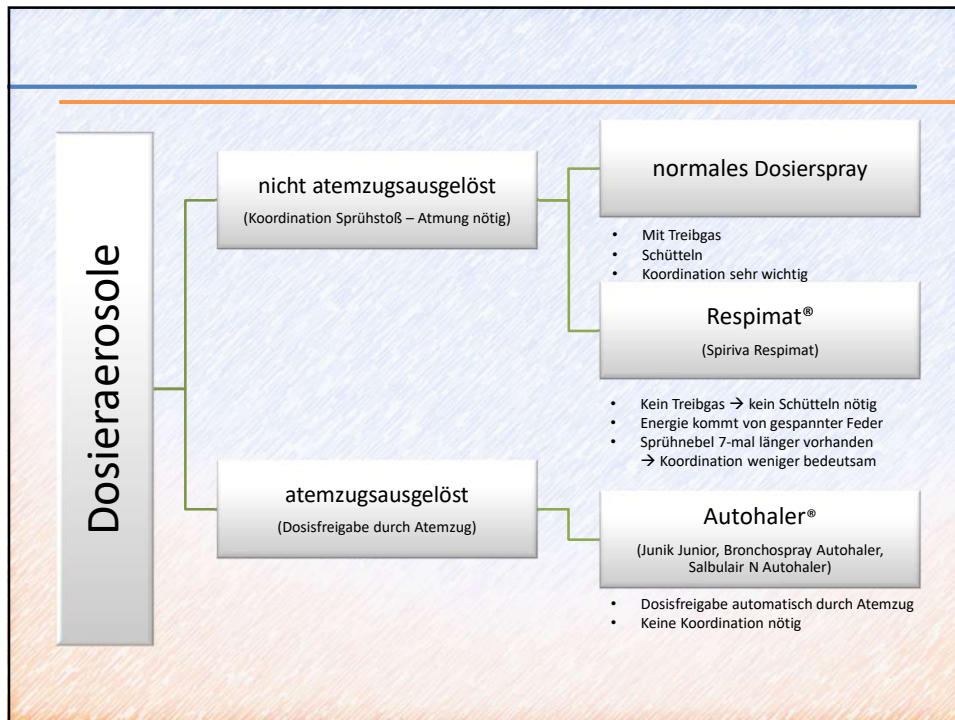 Dosieraerosole
nicht atemzugsausgelöst
(Koordination Sprühstoß – Atmung nötig)
normales Dosierspray
• Mit Treibgas
• Schütteln
• Koordination sehr wichtig
Respimat®
(Spiriva Respimat)
• Kein Treibgas → kein Schütteln nötig
• Energie kommt von gespannter Feder
• Sprühnebel 7-mal länger vorhanden
→ Koordination weniger bedeutsam
atemzugsausgelöst
(Dosisfreigabe durch Atemzug)
Autohaler®
(Junik Junior, Bronchospray Autohaler,
Salbulair N Autohaler)
• Dosisfreigabe automatisch durch Atemzug
• Keine Koordination nötig